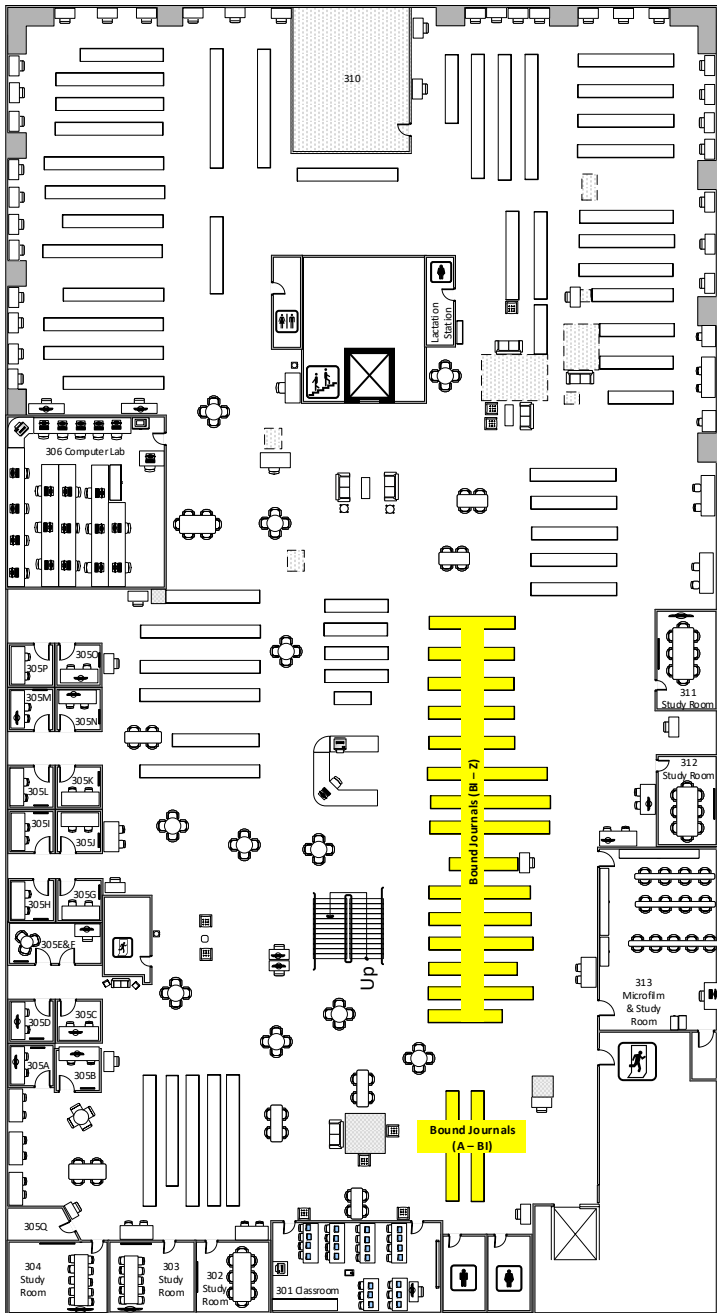 310
Lactation
Station
306 Computer Lab
305P
305O
305M
305N
311
Study Room
312
Study Room
305L
305K
305I
305J
Bound Journals (BI – Z)
305H
305G
305E&F
Up
313
Microfilm
& Study
Room
305D
305C
305A
305B
Bound Journals
(A – BI)
305Q
304
Study
Room
303
Study
Room
302
Study
Room
301 Classroom